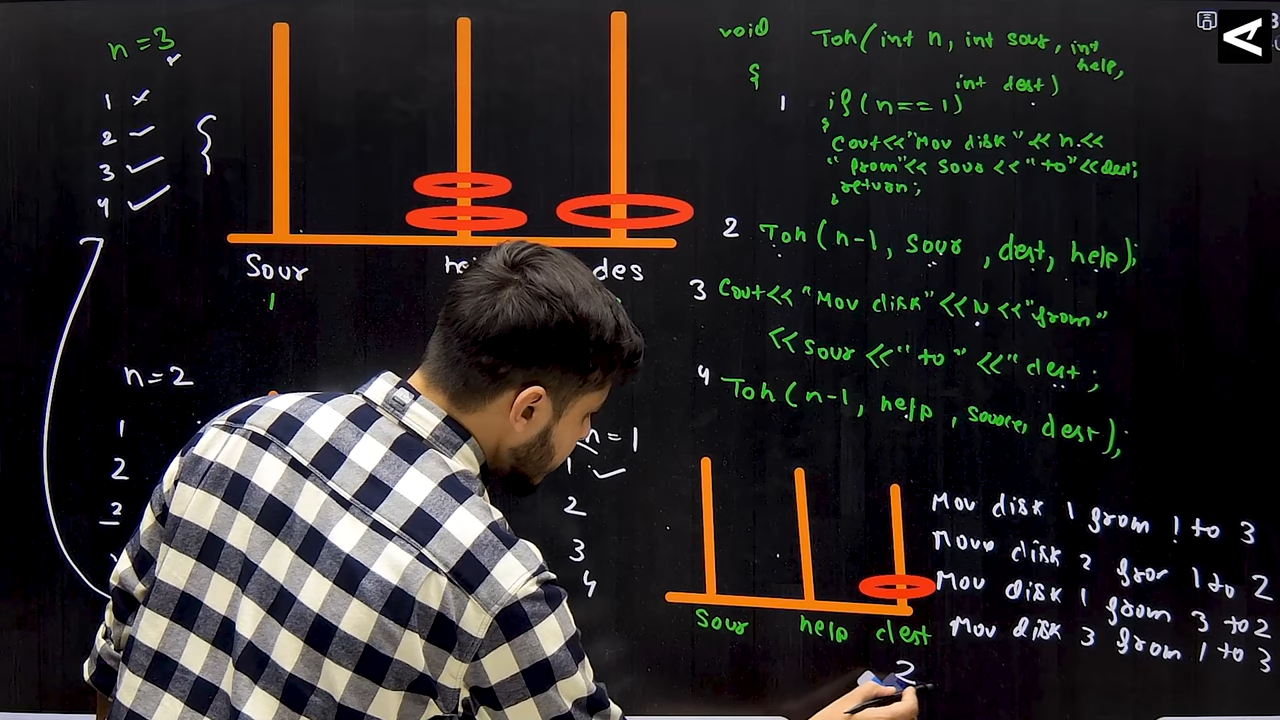 n=3
1 ×
2 ✓
3 ✓
4 ✓
Sour
des
1
n=2
1
2
3
n=1
1 ✓
2
3
4
void Toh(int n, int sour, int help,
int dest)
{
1 if(n==1)
{
Cout<<"Mov disk"<<n<<
"from"<<sour<<"to"<<dest;
return;
2 Toh(n-1, sour, dest, help);
3 Cout<<"Mov disk"<<N<<"from"
<<sour<<"to"<<"dest;
4 Toh(n-1, help, source, dest);
Mov disk 1 from 1 to 3
Move disk 2 fror 1 to 2
Mov disk 1 from 3 to 2
Mov disk 3 from 1 to 3
sour help dest
2